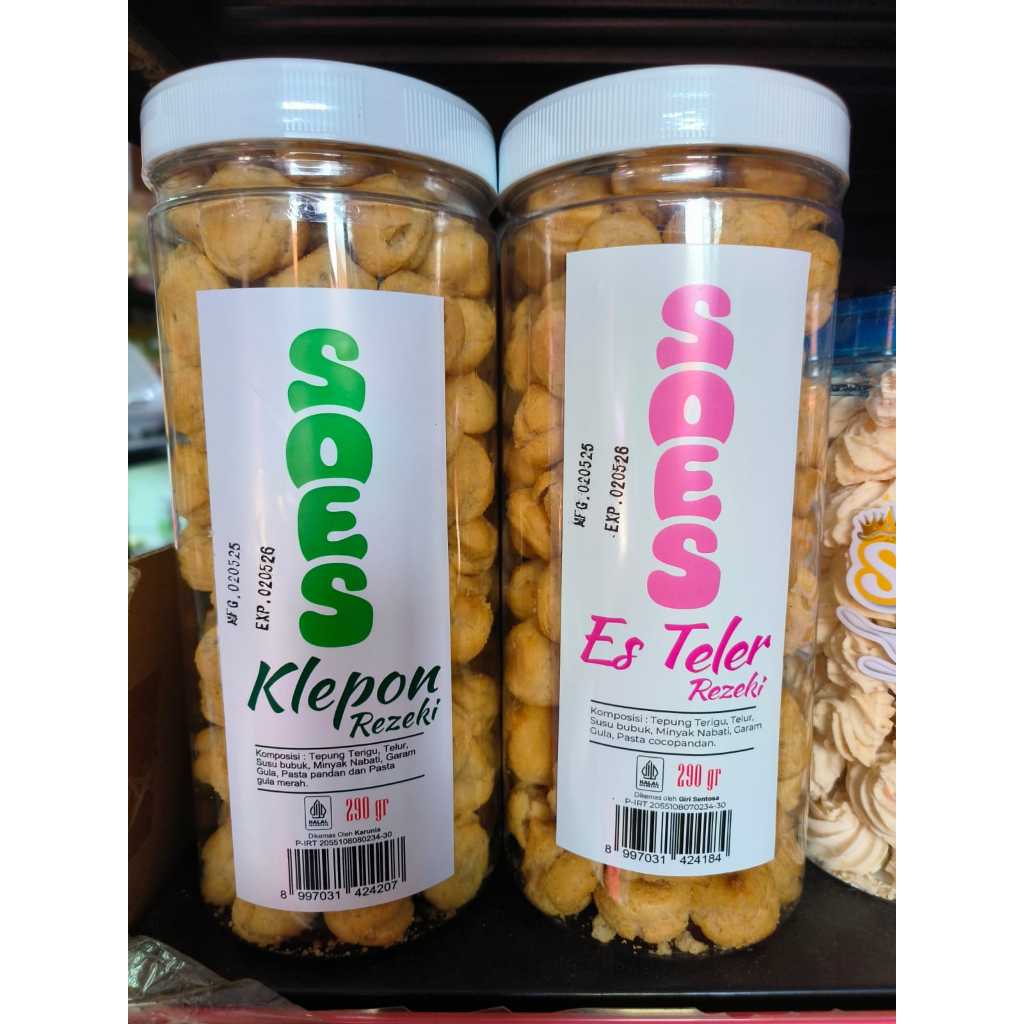 SOES
Klepon
Rezeki
MFG.020525
EXP.020526
Komposisi : Tepung Terigu, Telur,
Susu bubuk, Minyak Nabati, Garam
Gula, Pasta pandan dan Pasta
gula merah.
HALAL
290 gr
Dikemas Oleh Karunia
P-IRT 2055108080234-30
8 997031 424207
SOES
Es Teler
Rezeki
MFG.020525
EXP.020526
Komposisi : Tepung Terigu, Telur,
Susu bubuk, Minyak Nabati, Garam
Gula, Pasta cocopandan.
HALAL
290 gr
Dikemas oleh Giri Sentosa
P-IRT 2055108070234-30
8 997031 424184